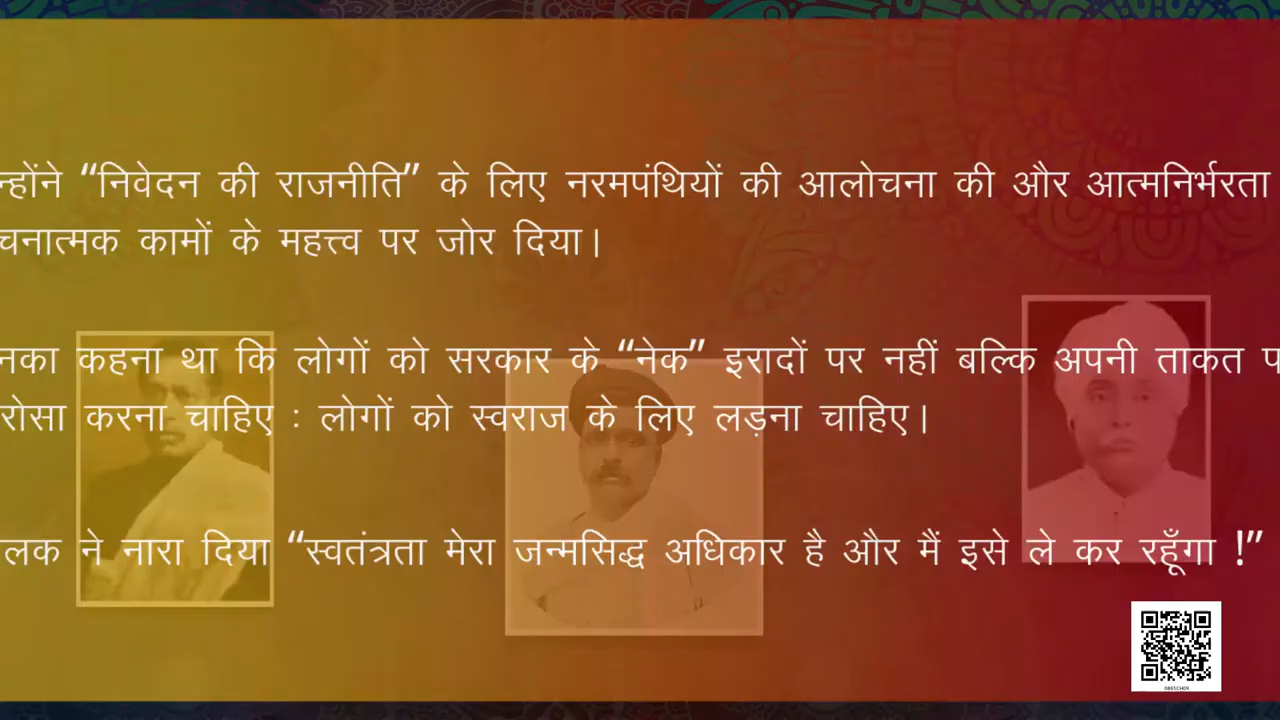 न्होंने “निवेदन की राजनीति” के लिए नरमपंथियों की आलोचना की और आत्मनिर्भरता
चनात्मक कामों के महत्त्व पर जोर दिया।
नका कहना था कि लोगों को सरकार के “नेक” इरादों पर नहीं बल्कि अपनी ताकत प
रोसा करना चाहिए : लोगों को स्वराज के लिए लड़ना चाहिए।
लक ने नारा दिया “स्वतंत्रता मेरा जन्मसिद्ध अधिकार है और मैं इसे ले कर रहूँगा !”